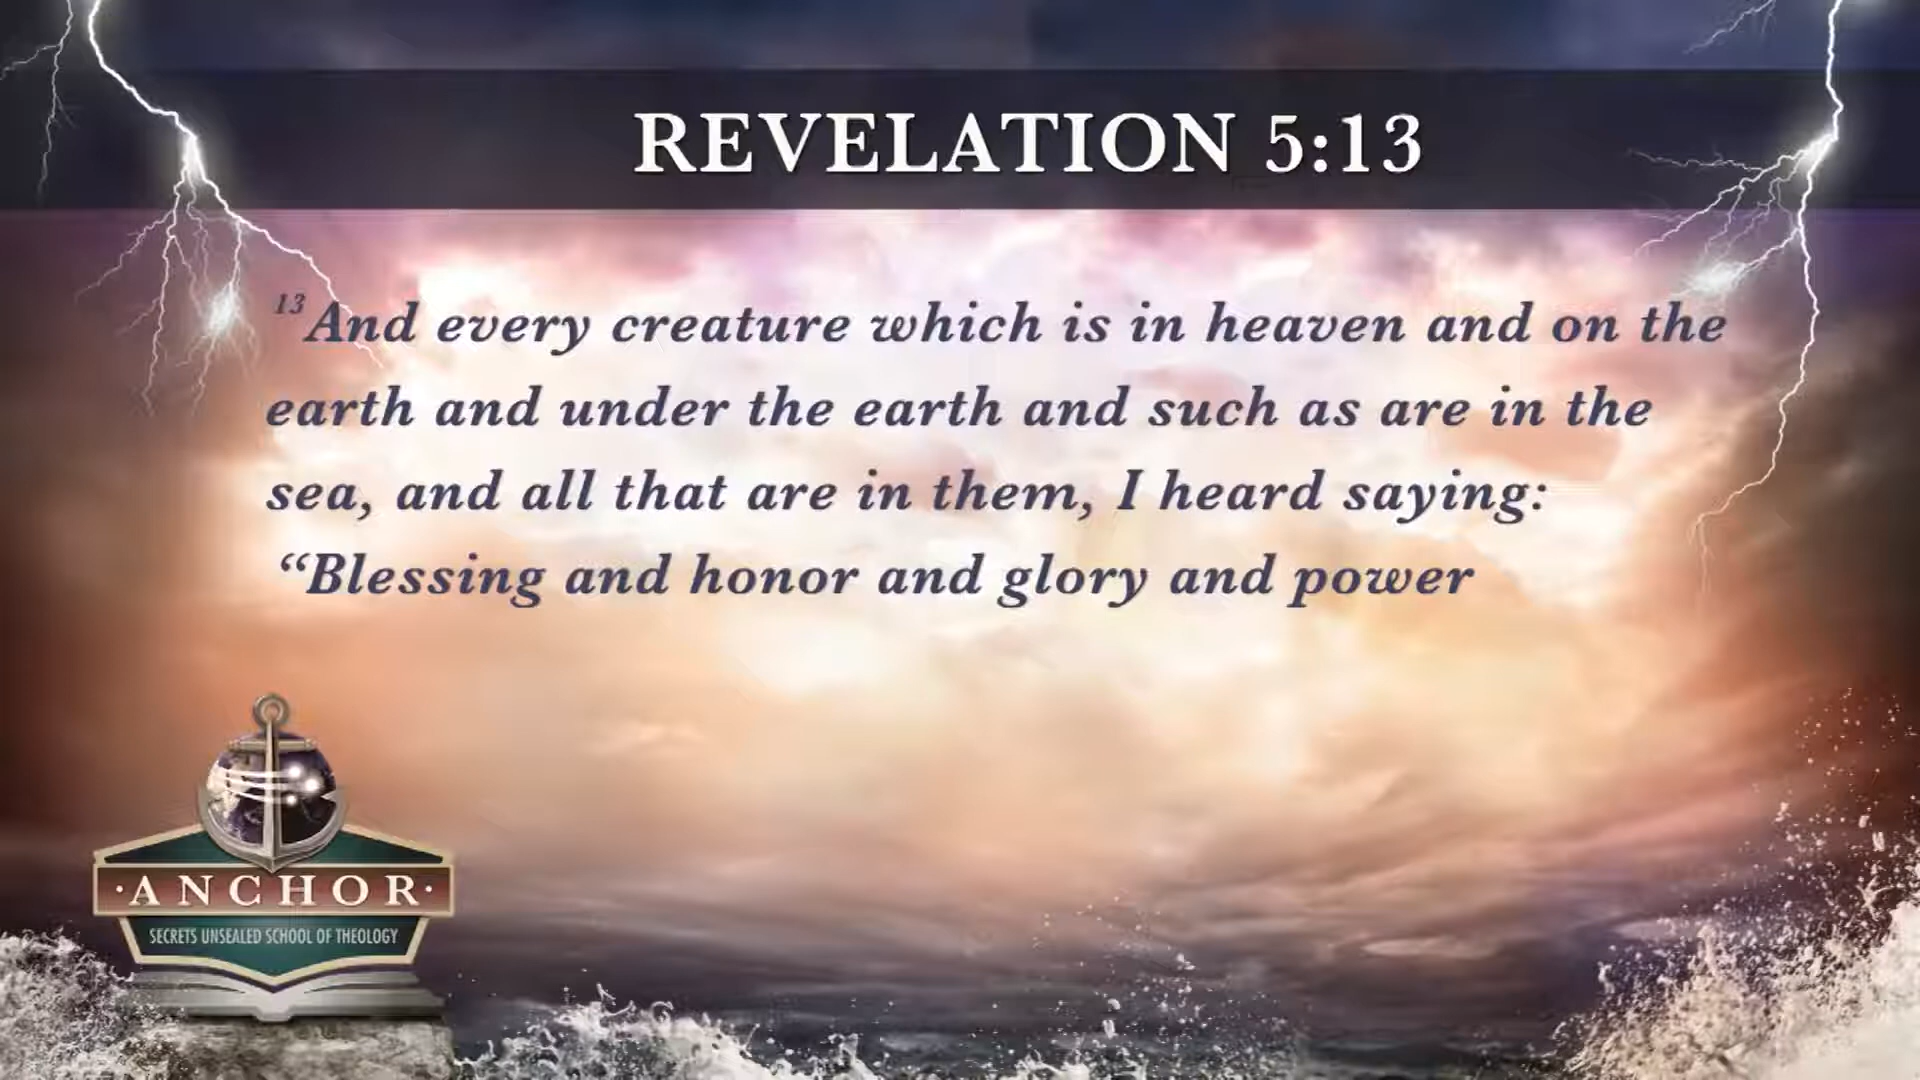 REVELATION 5:13
¹³And every creature which is in heaven and on the
earth and under the earth and such as are in the
sea, and all that are in them, I heard saying:
“Blessing and honor and glory and power
·ANCHOR·
SECRETS UNSEALED SCHOOL OF THEOLOGY